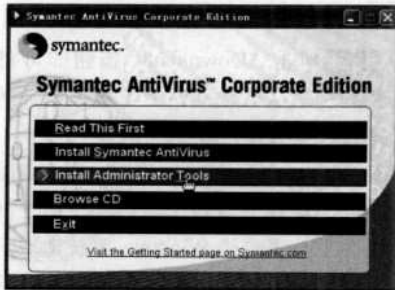 Symantec AntiVirus Corporate Edition
symantec.
Symantec AntiVirus™ Corporate Edition
Read This First
Install Symantec AntiVirus
Install Administrator Tools
Browse CD
Exit
Visit the Getting Started page on Symantec.com